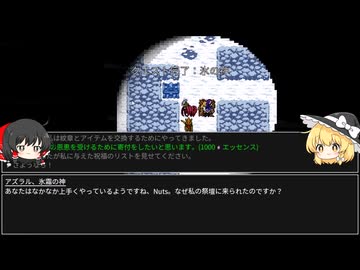 完了：氷の
は紋章とアイテムを交換するためにやってきました。
恩恵を受けるために寄付をしたいと思います。(1000 エッセンス)
が私に与えた祝福のリストを見せてください。
さようなら！
アズラル、氷霜の神
あなたはなかなか上手くやっているようですね、Nuts。なぜ私の祭壇に来られたのですか？